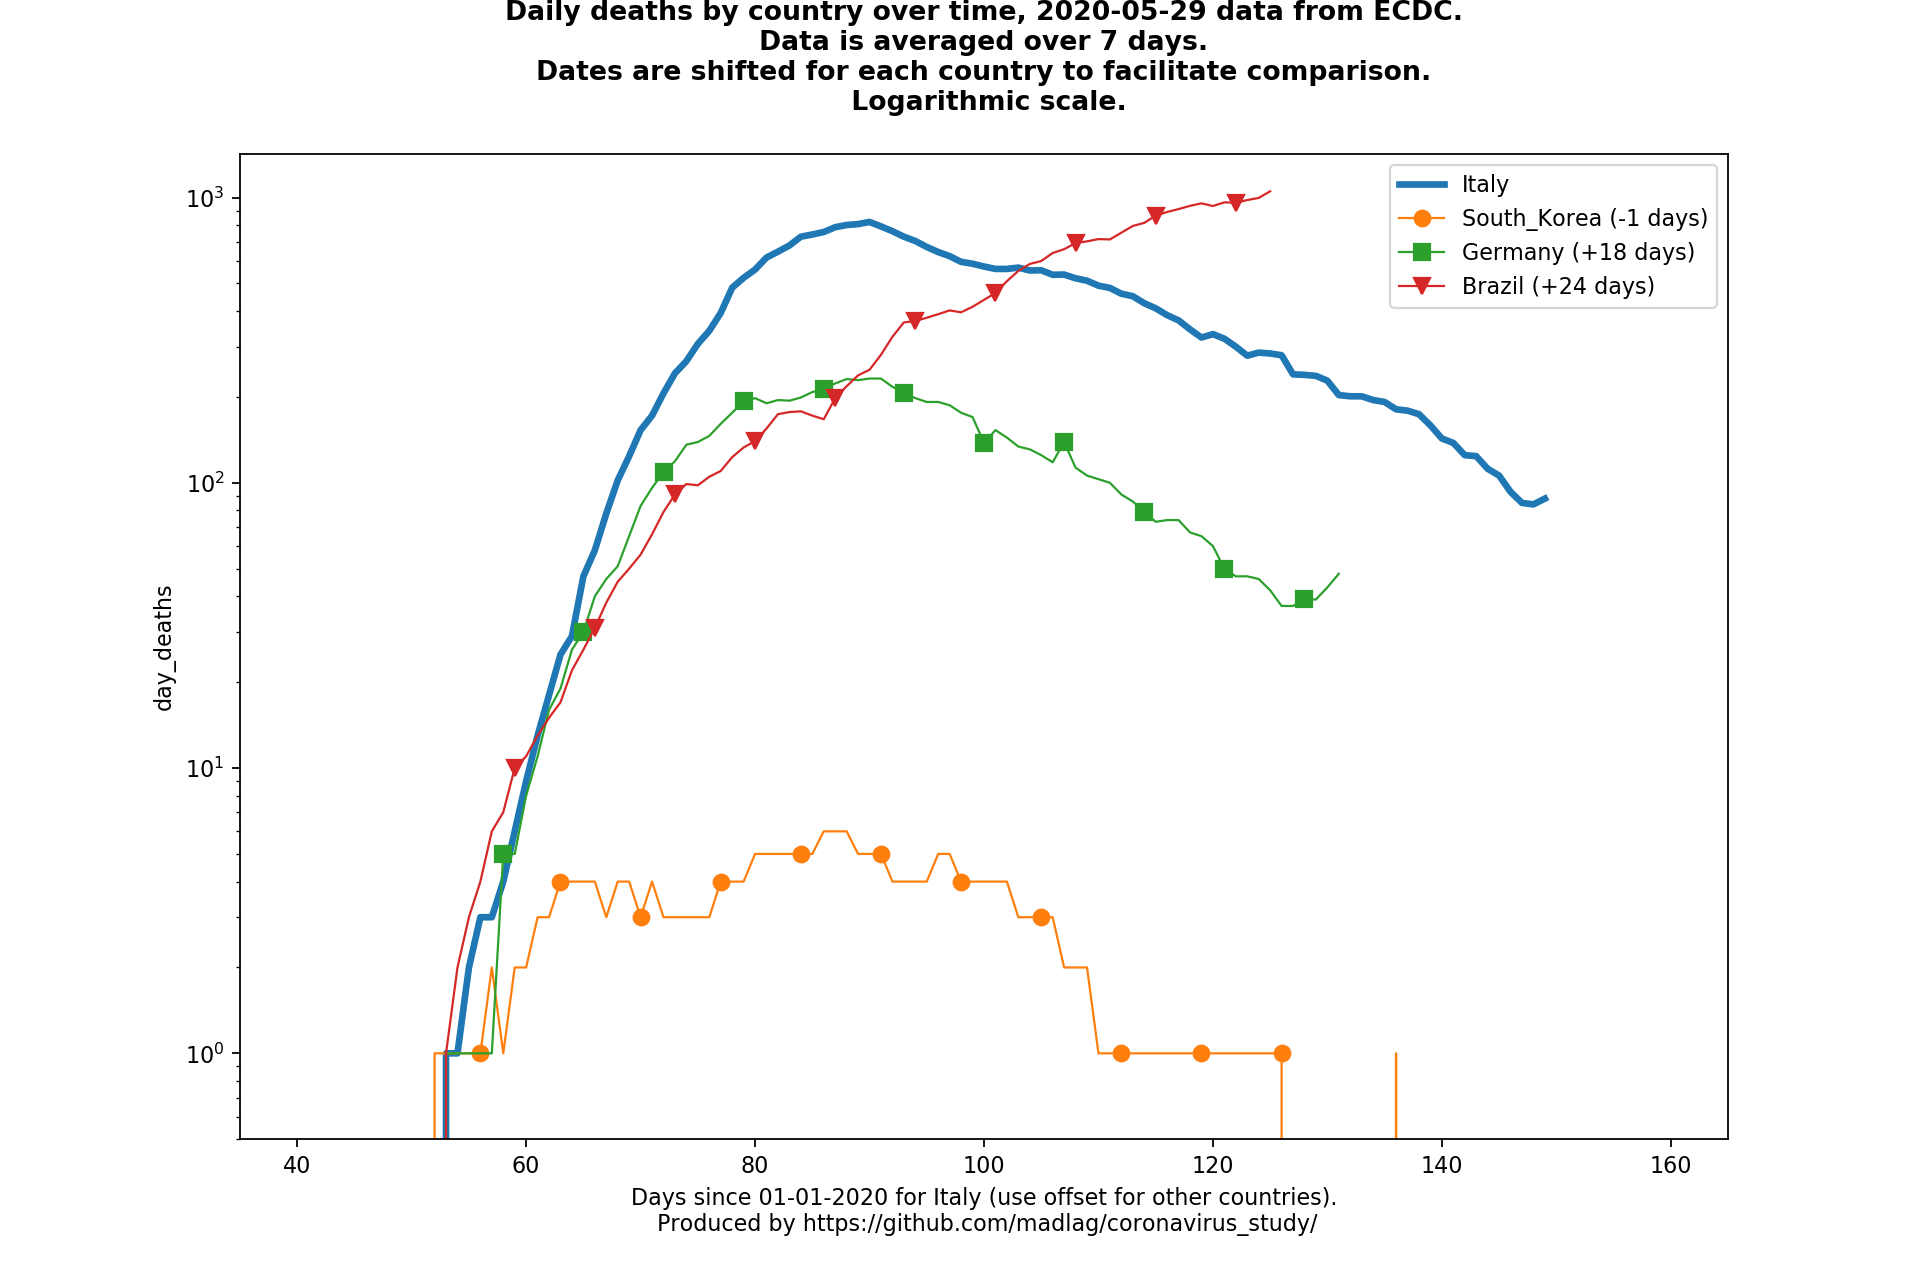 Daily deaths by country over time, 2020-05-29 data from ECDC.
Data is averaged over 7 days.
Dates are shifted for each country to facilitate comparison.
Logarithmic scale.
Italy
South_Korea (-1 days)
Germany (+18 days)
Brazil (+24 days)
10³
10²
10¹
10⁰
day_deaths
40 60 80 100 120 140 160
Days since 01-01-2020 for Italy (use offset for other countries).
Produced by https://github.com/madlag/coronavirus_study/